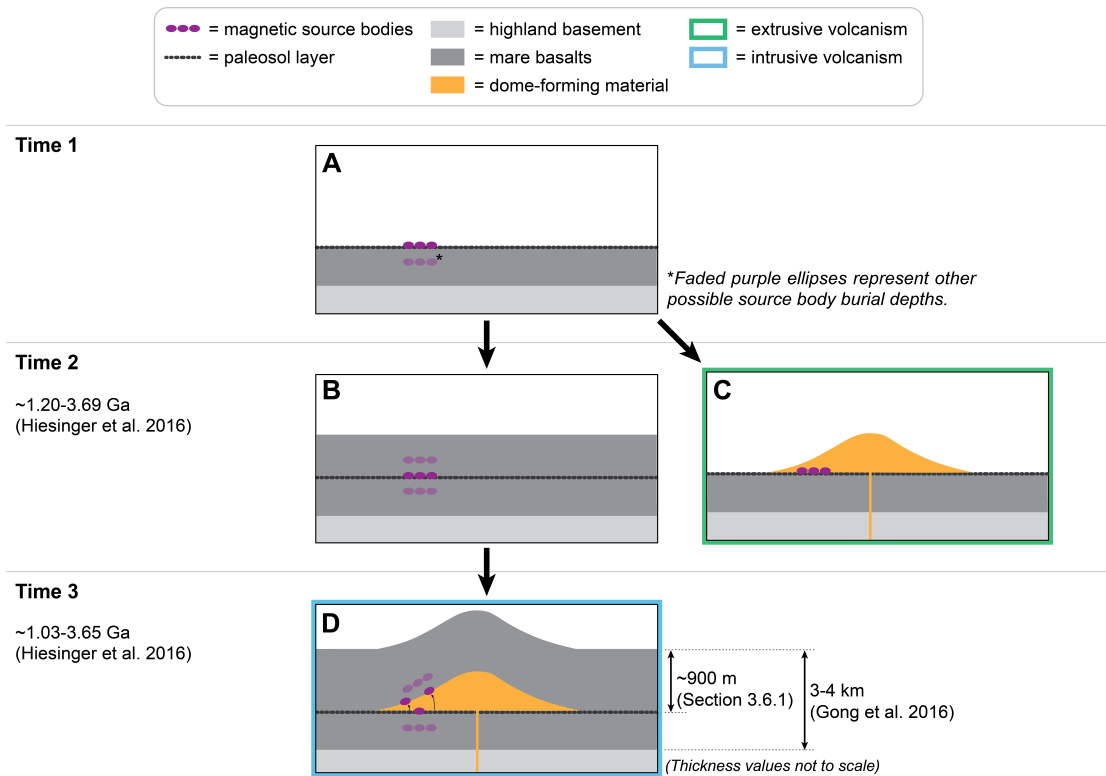 = magnetic source bodies
= paleosol layer
= highland basement
= mare basalts
= dome-forming material
= extrusive volcanism
= intrusive volcanism
Time 1
A
*
*Faded purple ellipses represent other
possible source body burial depths.
Time 2
~1.20-3.69 Ga
(Hiesinger et al. 2016)
B
C
Time 3
~1.03-3.65 Ga
(Hiesinger et al. 2016)
D
~900 m
(Section 3.6.1)
3-4 km
(Gong et al. 2016)
(Thickness values not to scale)